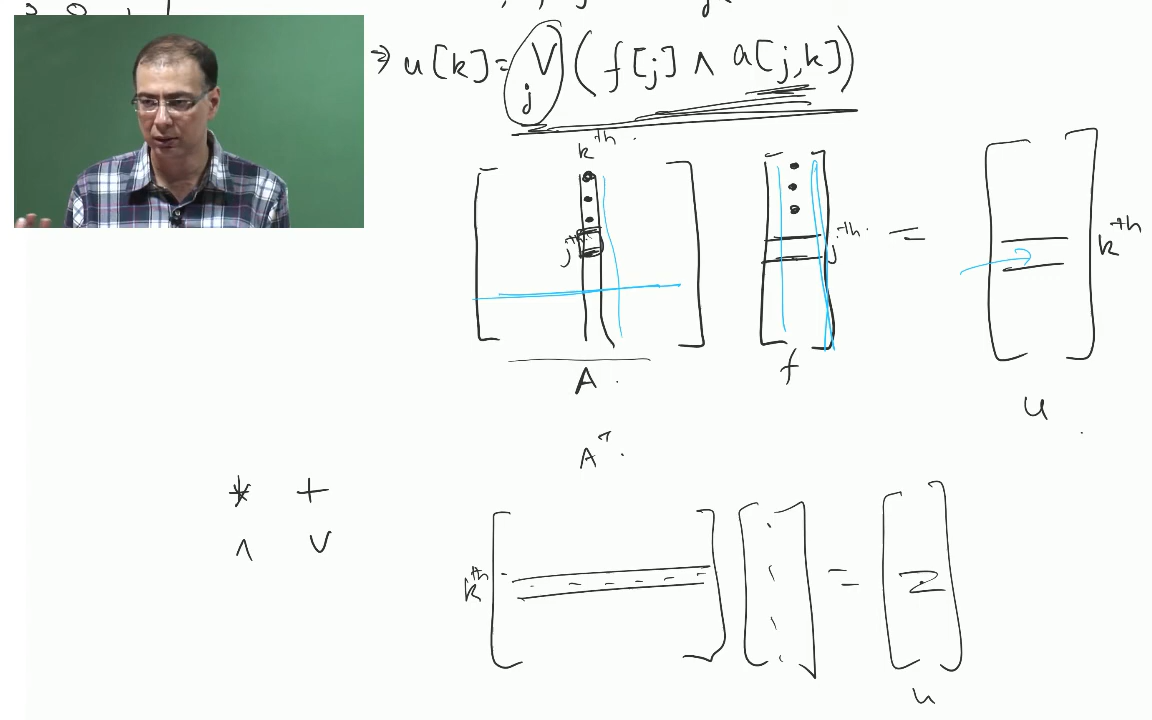 ⇒ u[k] = ∨ ( f[j] ∧ a[j,k] )
j
kth
jth
jth
=
kth
A
f
u
Aᵀ
* +
∧ ∨
kth
=
u